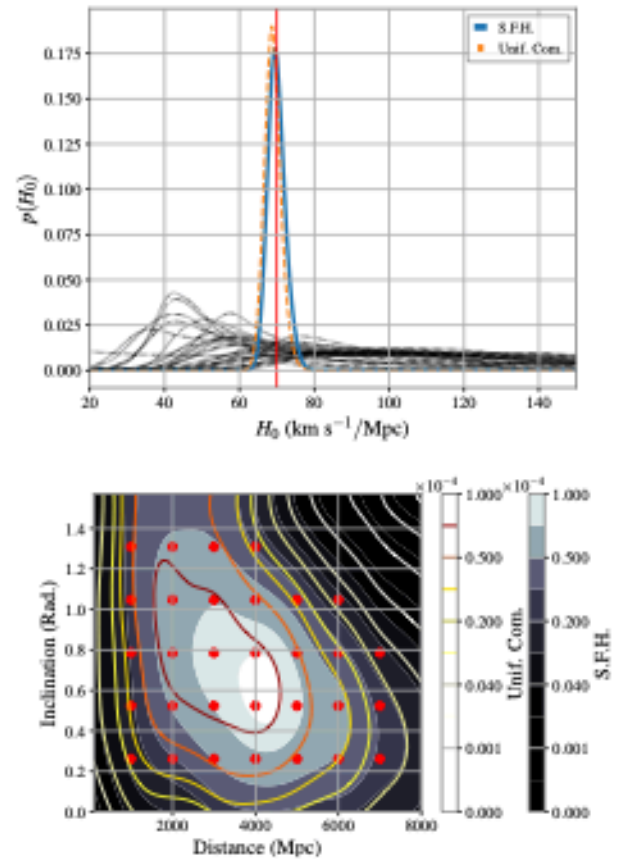 S.F.H.
Unif. Com.
0.175
0.150
0.125
0.100
0.075
0.050
0.025
0.000
p(H₀)
20 40 60 80 100 120 140
H₀ (km s⁻¹/Mpc)
×10⁻⁴ ×10⁻⁴
1.4
1.2
1.0
0.8
0.6
0.4
0.2
0.0
Inclination (Rad.)
2000 4000 6000 8000
Distance (Mpc)
1.000
0.500
0.200
0.040
0.001
0.000
Unif. Com.
1.000
0.500
0.200
0.040
0.001
0.000
S.F.H.